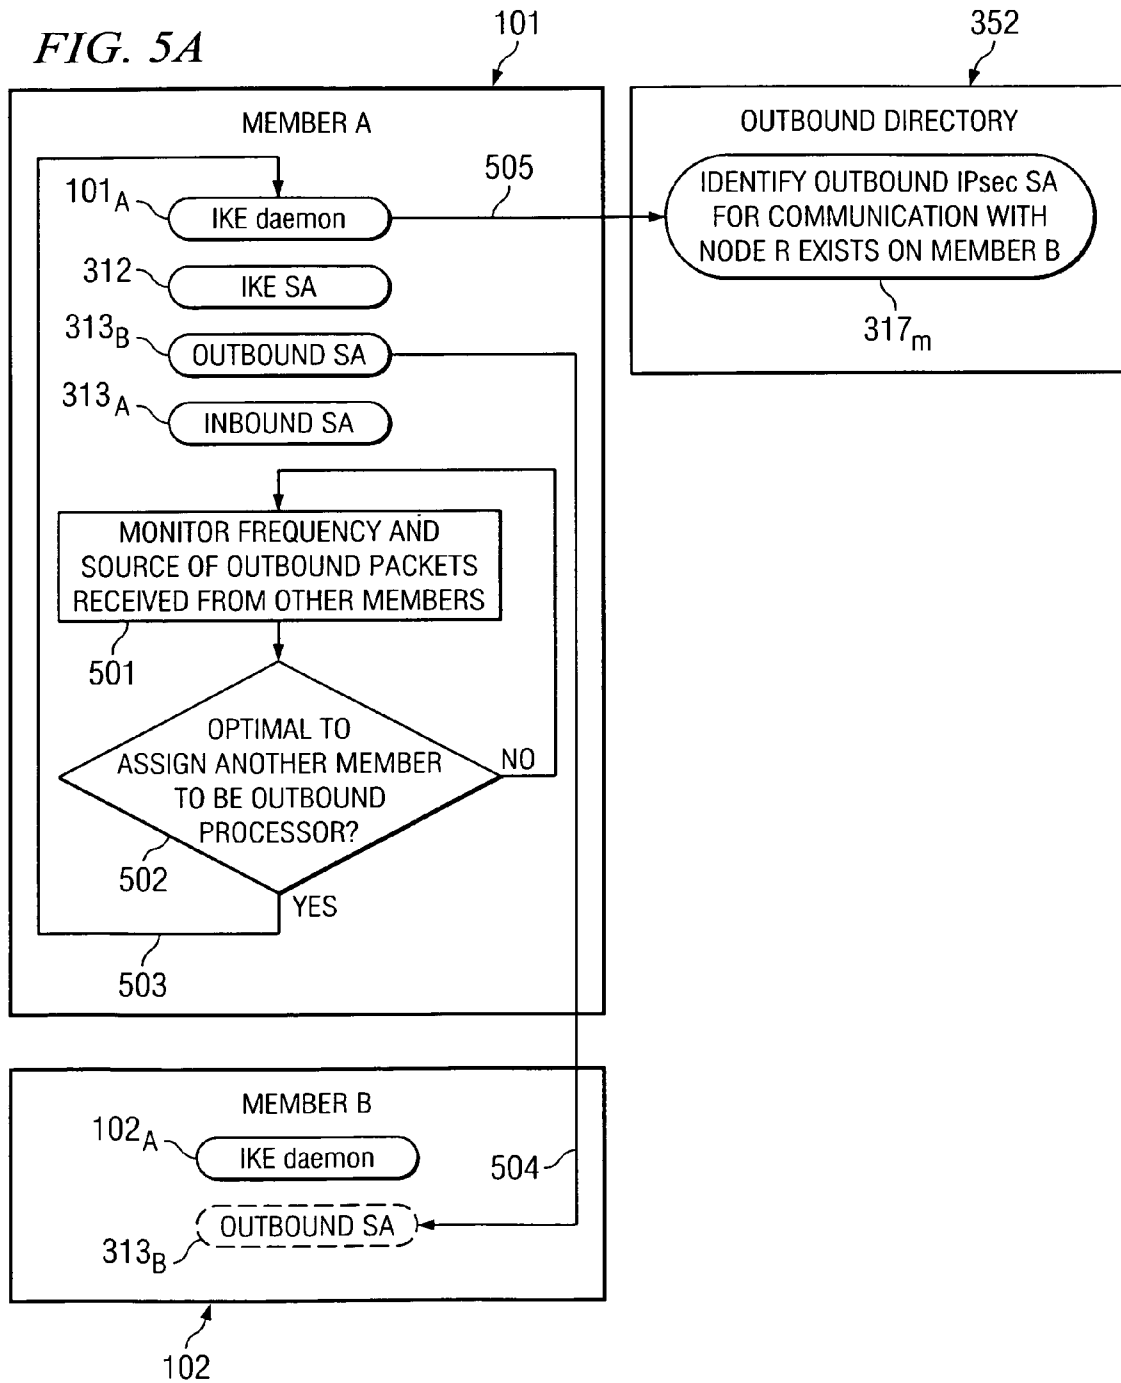 FIG. 5A
101
352
MEMBER A
OUTBOUND DIRECTORY
101A
IKE daemon
505
IDENTIFY OUTBOUND IPsec SA
FOR COMMUNICATION WITH
NODE R EXISTS ON MEMBER B
317m
312
IKE SA
313B
OUTBOUND SA
313A
INBOUND SA
MONITOR FREQUENCY AND
SOURCE OF OUTBOUND PACKETS
RECEIVED FROM OTHER MEMBERS
501
OPTIMAL TO
ASSIGN ANOTHER MEMBER
TO BE OUTBOUND
PROCESSOR?
NO
502
YES
503
MEMBER B
102A
IKE daemon
504
OUTBOUND SA
313B
102